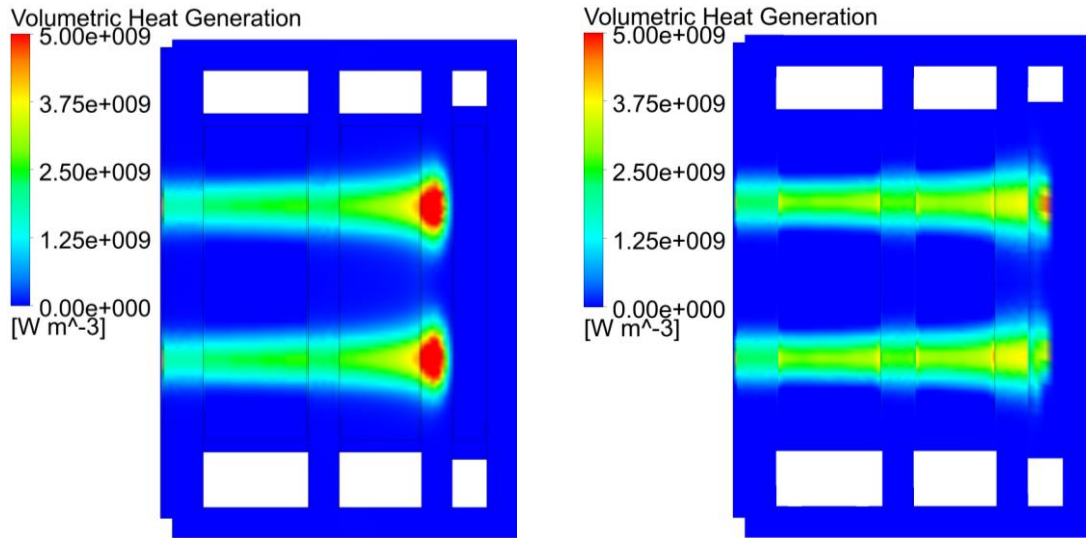 Volumetric Heat Generation
5.00e+009
3.75e+009
2.50e+009
1.25e+009
0.00e+000
[W m^-3]
Volumetric Heat Generation
5.00e+009
3.75e+009
2.50e+009
1.25e+009
0.00e+000
[W m^-3]